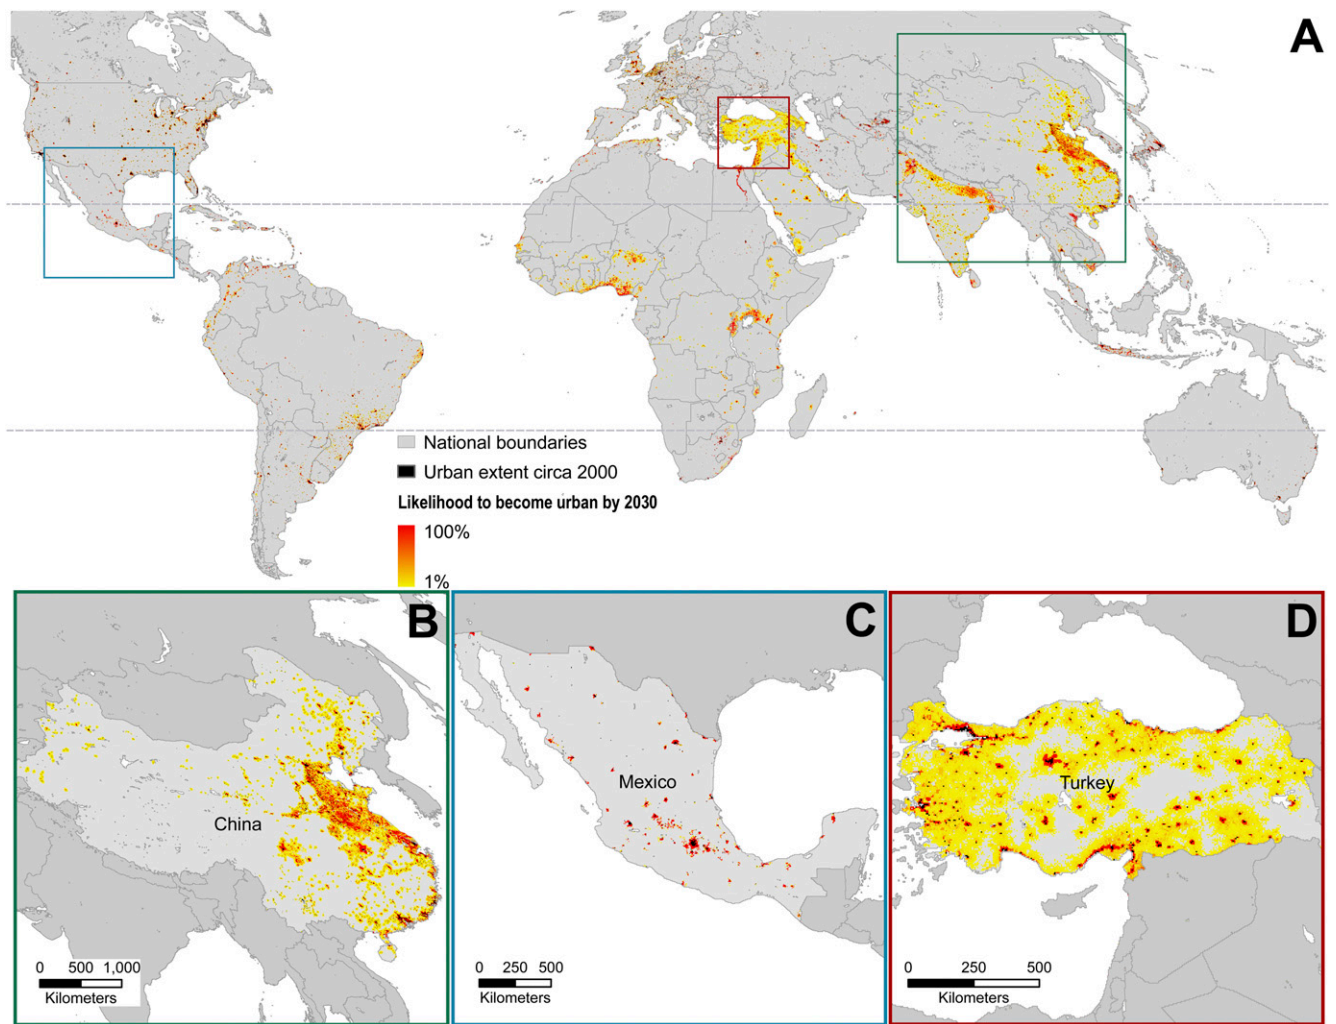 A
National boundaries
Urban extent circa 2000
Likelihood to become urban by 2030
100%
1%
B
China
0 500 1,000
Kilometers
C
Mexico
0 250 500
Kilometers
D
Turkey
0 250 500
Kilometers